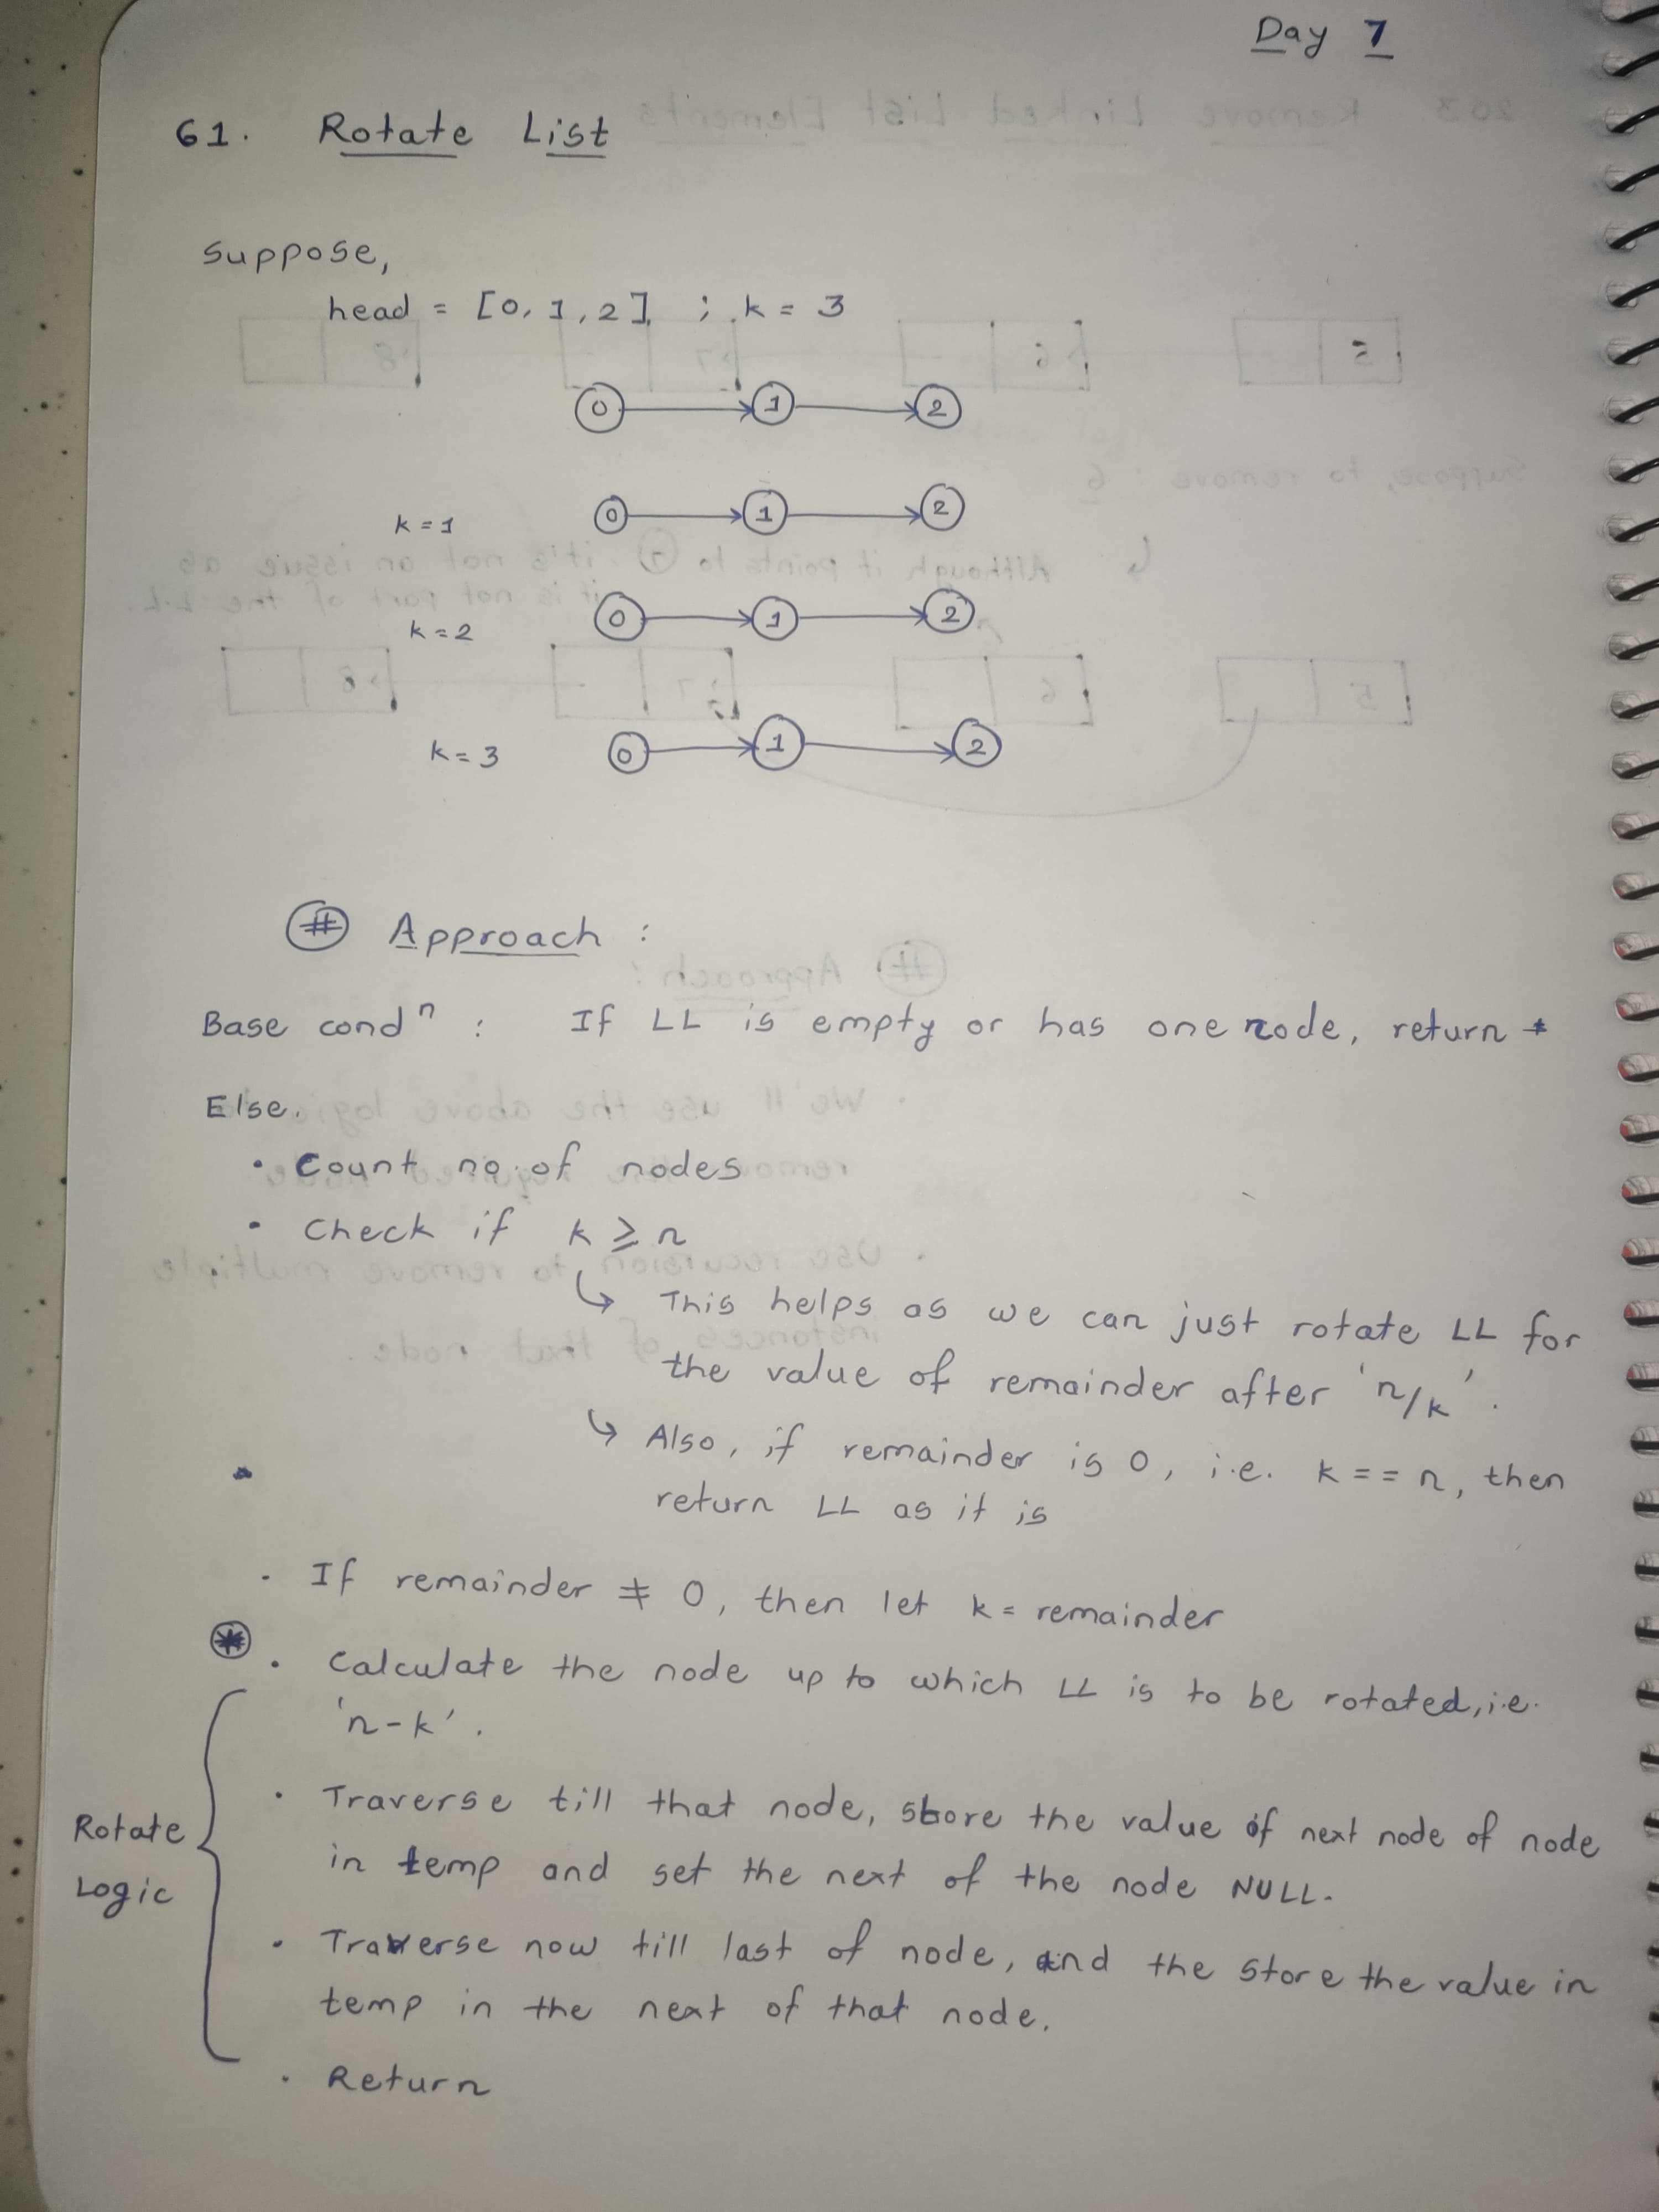 Day 7
61. Rotate List
Suppose,
head = [0, 1, 2] ; k = 3
0 1 2
k = 1 0 1 2
k = 2 0 1 2
k = 3 0 1 2
# Approach :
Base condⁿ : If LL is empty or has one node, return
Else.
• Count no. of nodes
• Check if k ⩾ n
↳ This helps as we can just rotate LL for
the value of remainder after 'n/k'.
↳ Also, if remainder is 0, i.e. k == n, then
return LL as it is
• If remainder ≠ 0, then let k = remainder
* • Calculate the node up to which LL is to be rotated, i.e.
'n-k'.
• Traverse till that node, store the value of next node of node
in temp and set the next of the node NULL.
Rotate
Logic
• Traverse now till last of node, and the store the value in
temp in the next of that node.
• Return